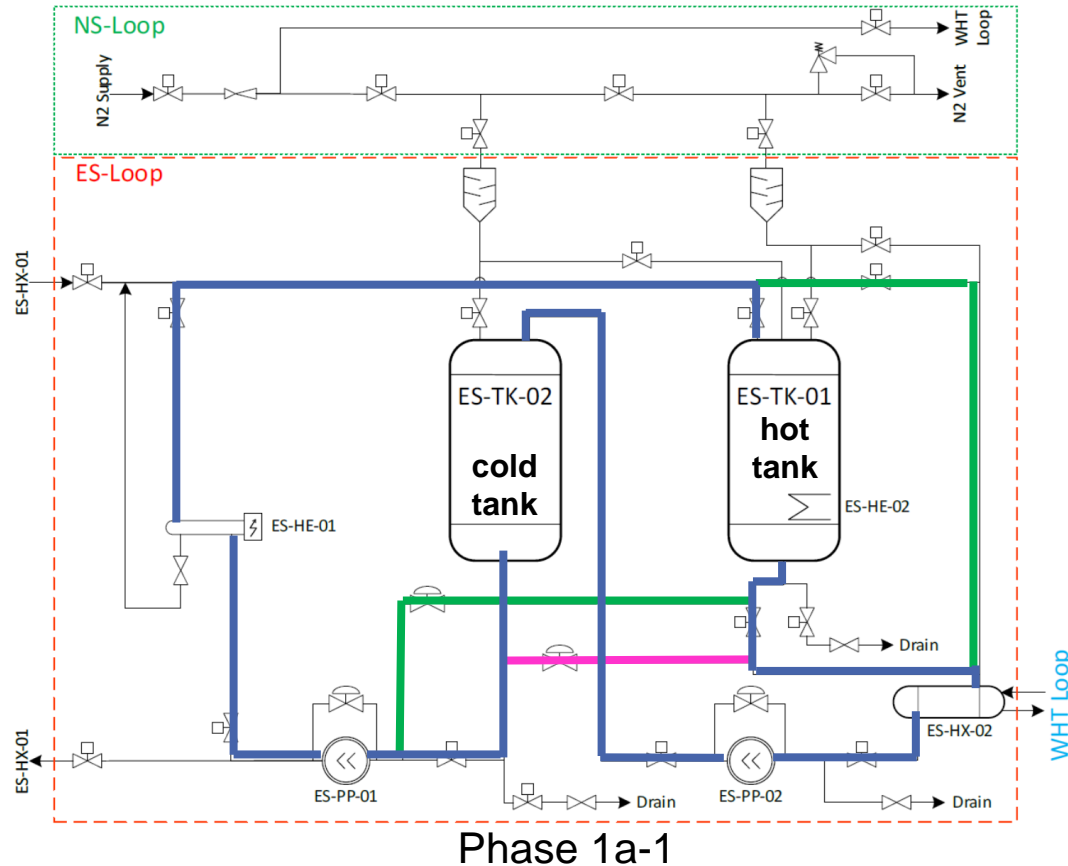 NS-Loop
WHT
Loop
N2 Supply
N2 Vent
ES-Loop
ES-HX-01
ES-TK-02
cold
tank
ES-TK-01
hot
tank
ES-HE-02
ES-HE-01
Drain
WHT Loop
ES-HX-02
ES-HX-01
ES-PP-01
Drain
ES-PP-02
Drain
Phase 1a-1